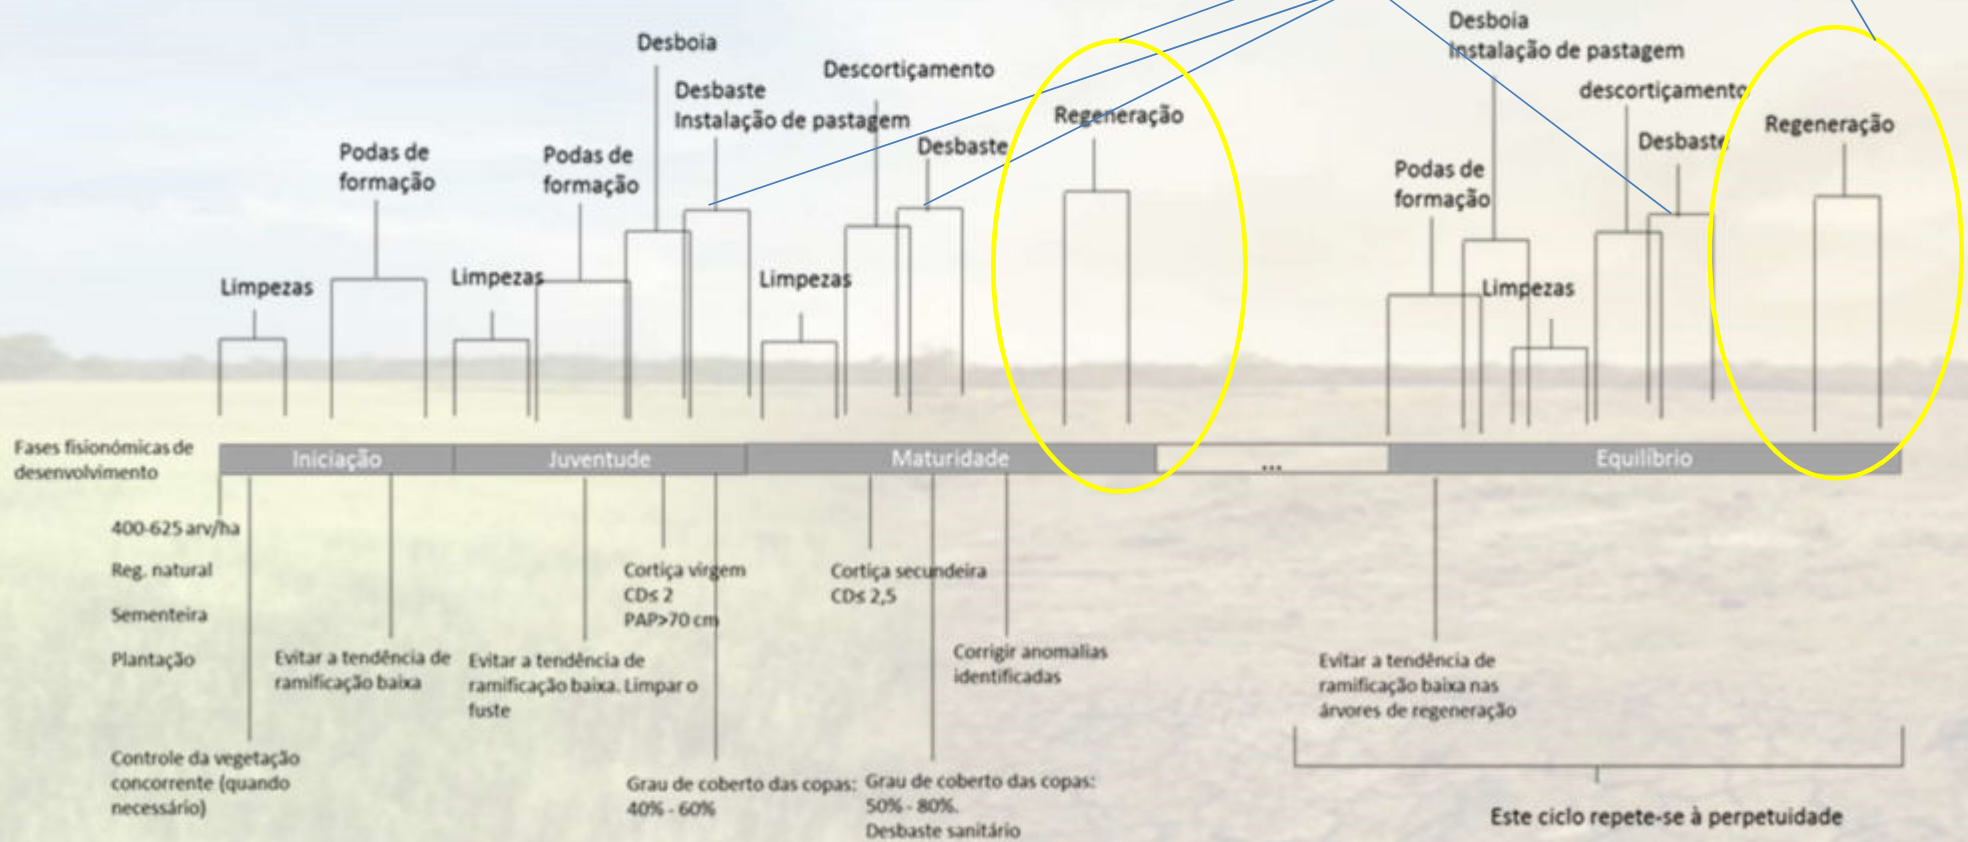 Desboia
Desbaste
Instalação de pastagem
Descortiçamento
Desbaste
Regeneração
Podas de
formação
Podas de
formação
Limpezas
Limpezas
Limpezas
Desboia
Instalação de pastagem
descortiçamento
Desbaste
Regeneração
Podas de
formação
Limpezas
Fases fisionómicas de
desenvolvimento
Iniciação
Juventude
Maturidade
...
Equilíbrio
400-625 arv/ha
Reg. natural
Sementeira
Plantação
Controle da vegetação
concorrente (quando
necessário)
Evitar a tendência de
ramificação baixa
Evitar a tendência de
ramificação baixa. Limpar o
fuste
Cortiça virgem
CD≤ 2
PAP>70 cm
Grau de coberto das copas:
40% - 60%
Cortiça secundeira
CD≤ 2,5
Grau de coberto das copas:
50% - 80%.
Desbaste sanitário
Corrigir anomalias
identificadas
Evitar a tendência de
ramificação baixa nas
árvores de regeneração
Este ciclo repete-se à perpetuidade